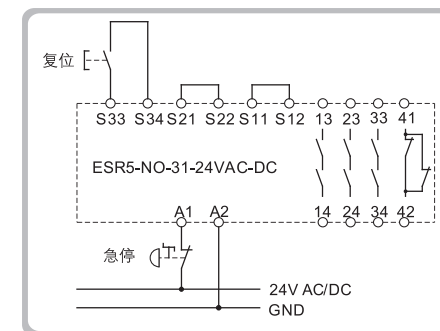 复位
S33 S34 S21 S22 S11 S12 13 23 33 41
ESR5-NO-31-24VAC-DC
A1 A2 14 24 34 42
急停
24V AC/DC
GND